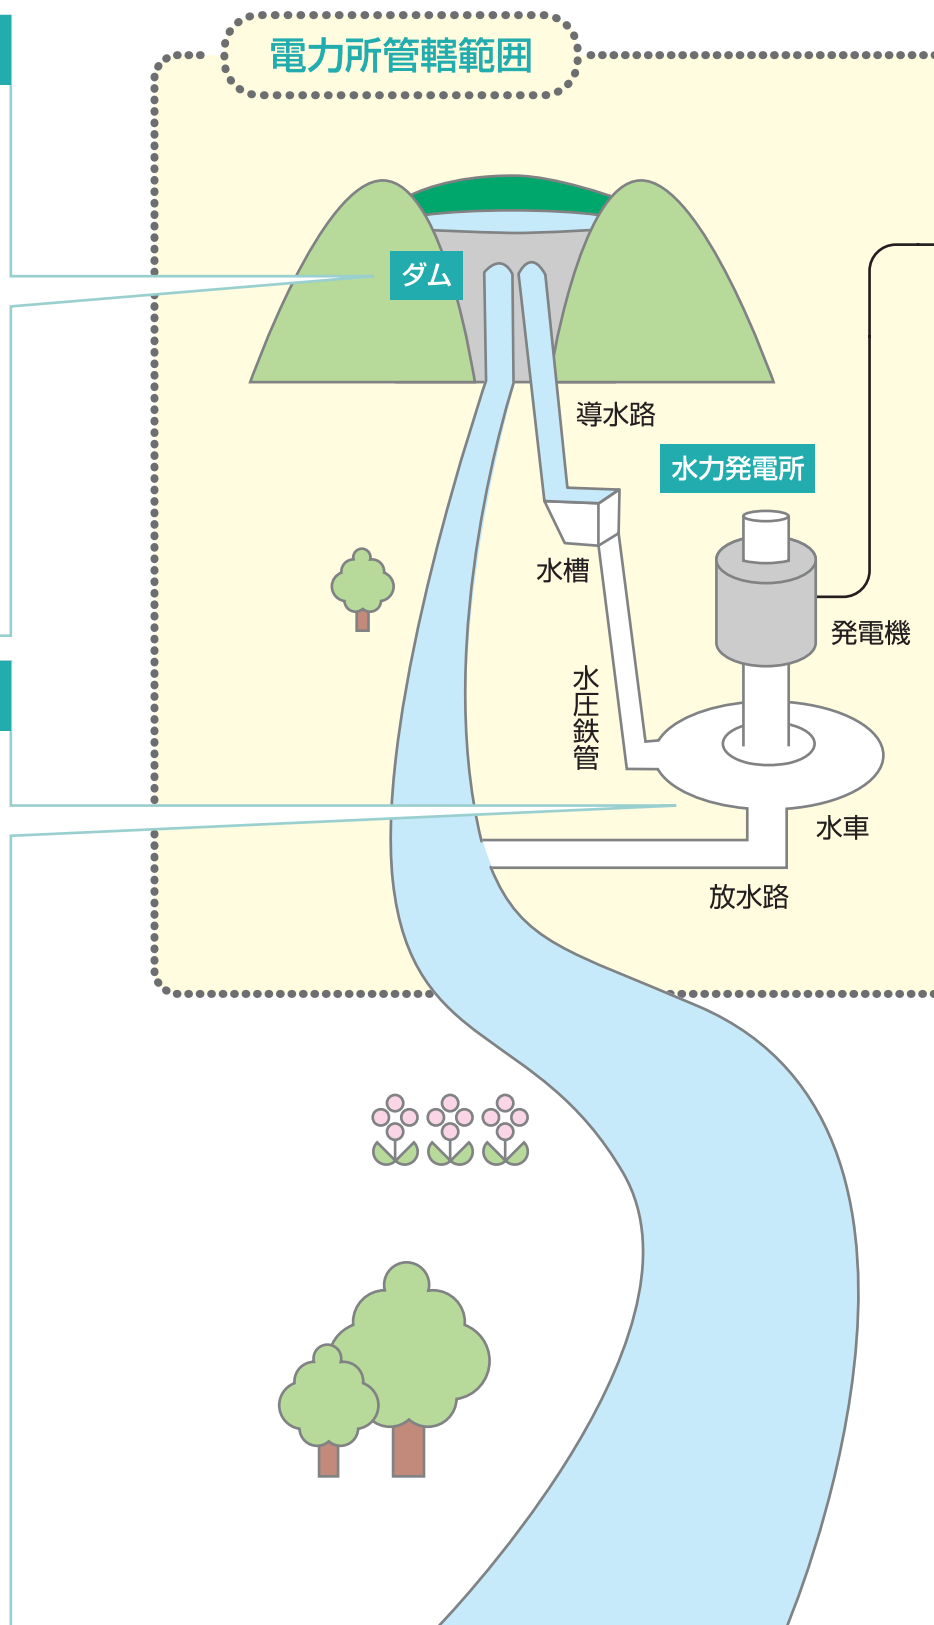 電力所管轄範囲
ダム
導水路
水力発電所
水槽
発電機
水圧鉄管
水車
放水路